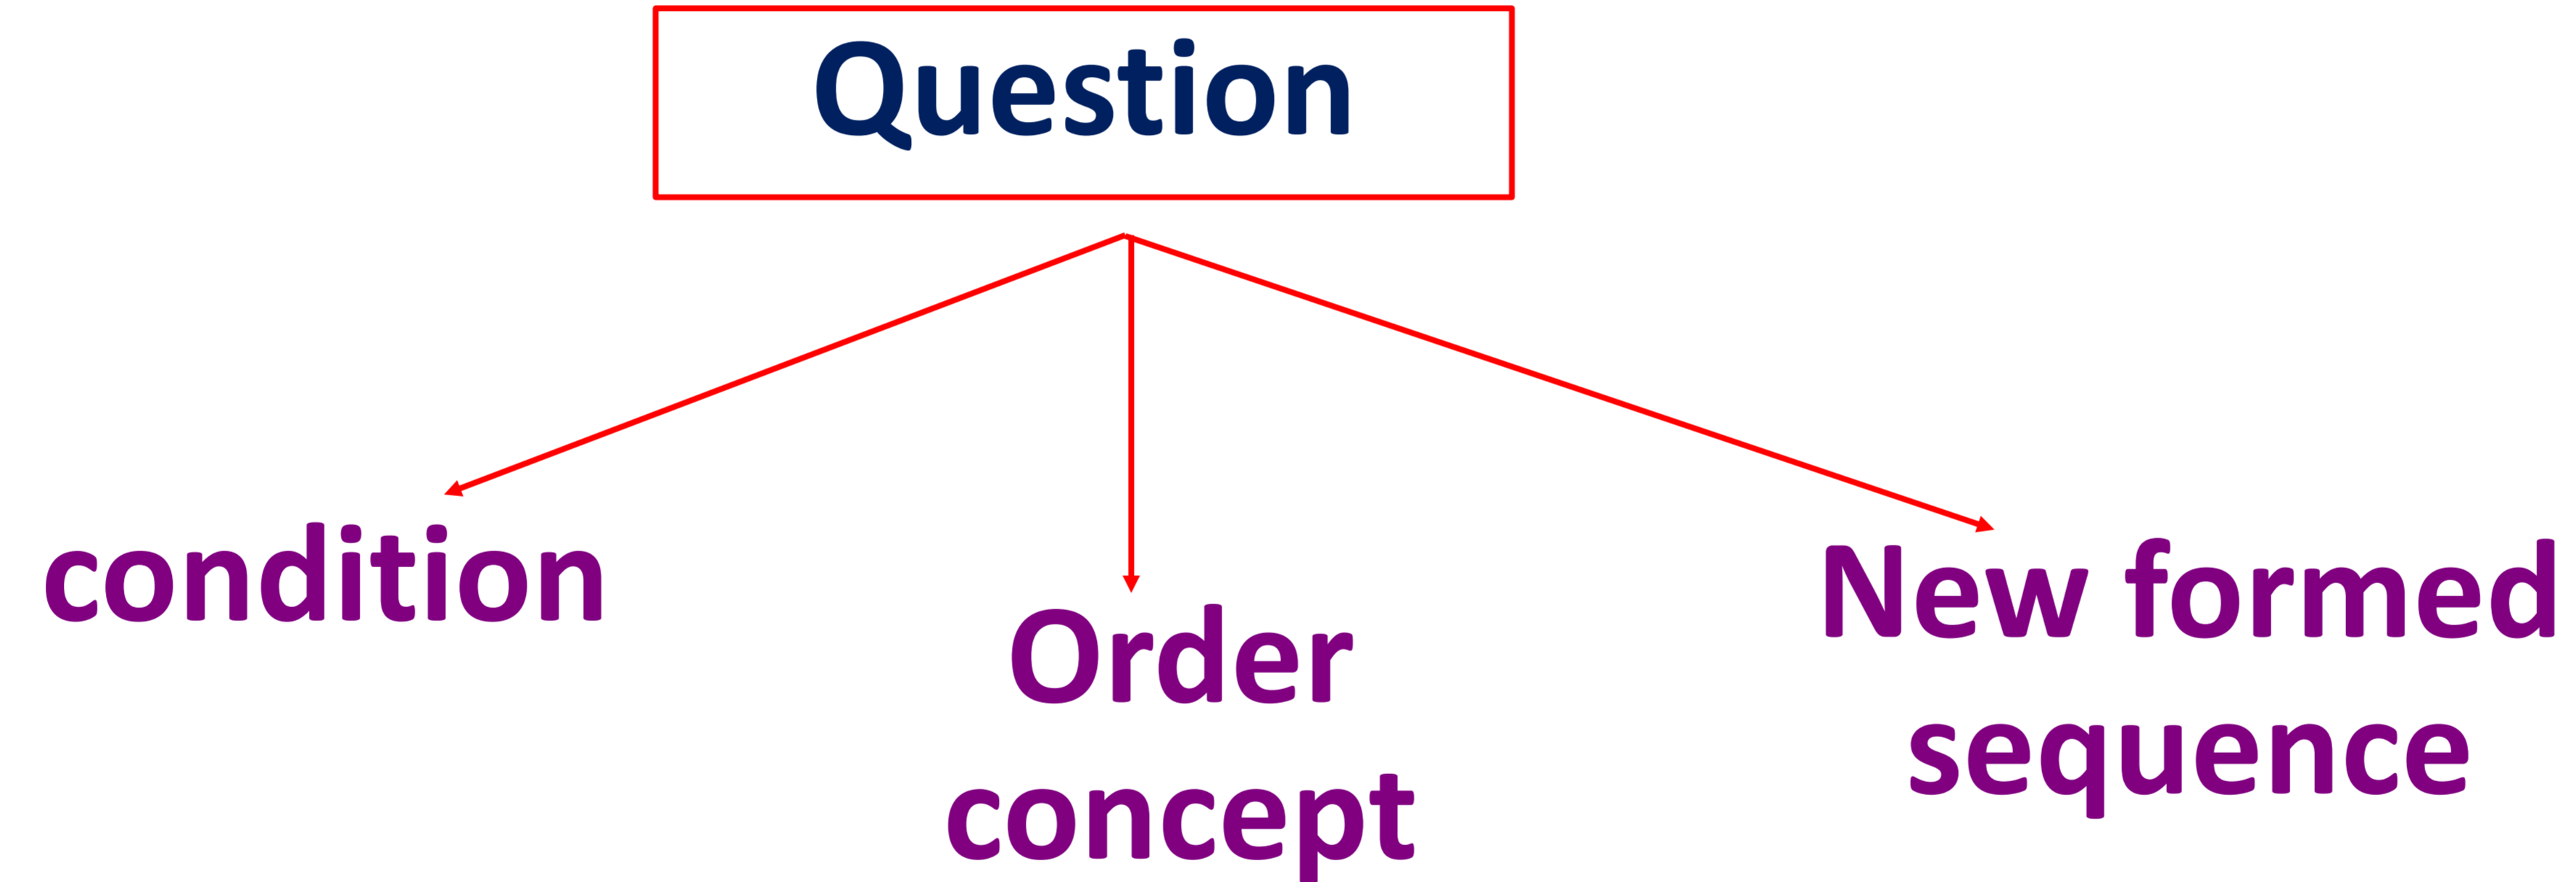 Question
condition
Order
concept
New formed
sequence